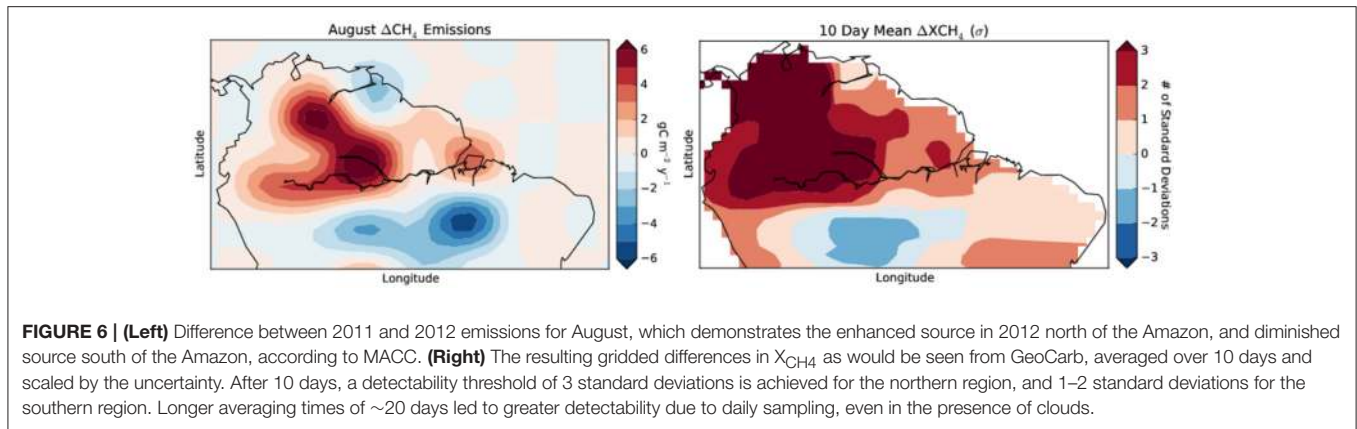 August ΔCH₄ Emissions
Latitude
Longitude
6
4
2
0
−2
−4
−6
gC m⁻² y⁻¹
10 Day Mean ΔXCH₄ (σ)
Latitude
Longitude
3
2
1
0
−1
−2
−3
# of Standard Deviations
FIGURE 6 | (Left) Difference between 2011 and 2012 emissions for August, which demonstrates the enhanced source in 2012 north of the Amazon, and diminished
source south of the Amazon, according to MACC. (Right) The resulting gridded differences in X_CH4 as would be seen from GeoCarb, averaged over 10 days and
scaled by the uncertainty. After 10 days, a detectability threshold of 3 standard deviations is achieved for the northern region, and 1–2 standard deviations for the
southern region. Longer averaging times of ~20 days led to greater detectability due to daily sampling, even in the presence of clouds.